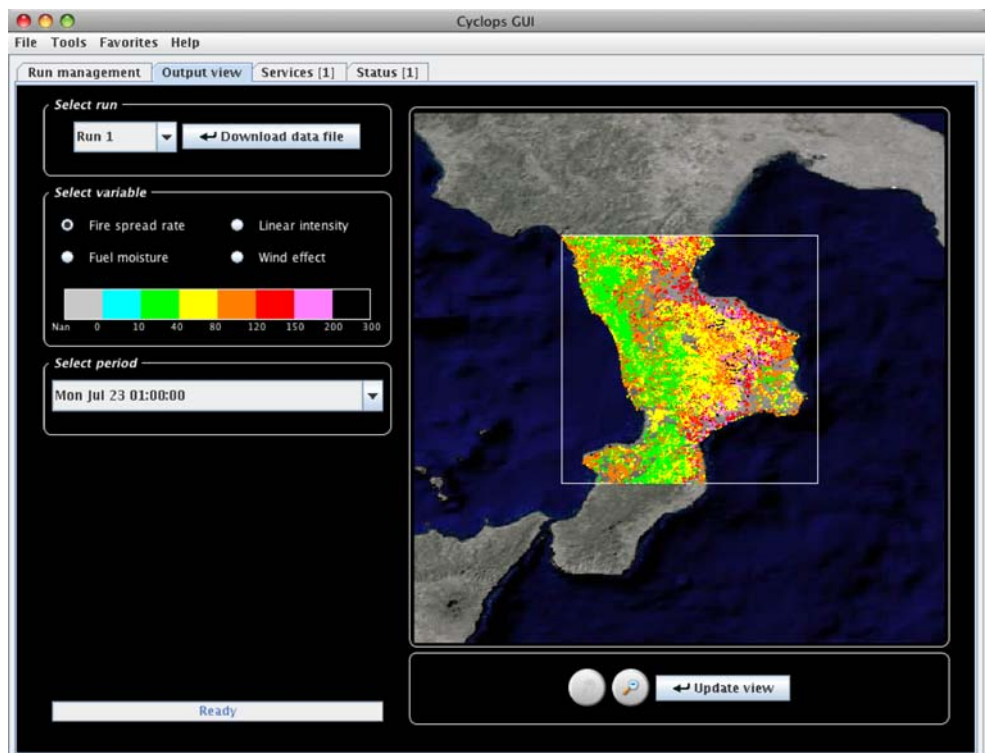 Cyclops GUI
File Tools Favorites Help
Run management Output view Services [1] Status [1]
Select run
Run 1 Download data file
Select variable
Fire spread rate Linear intensity
Fuel moisture Wind effect
Nan 0 10 40 80 120 150 200 300
Select period
Mon Jul 23 01:00:00
Update view
Ready